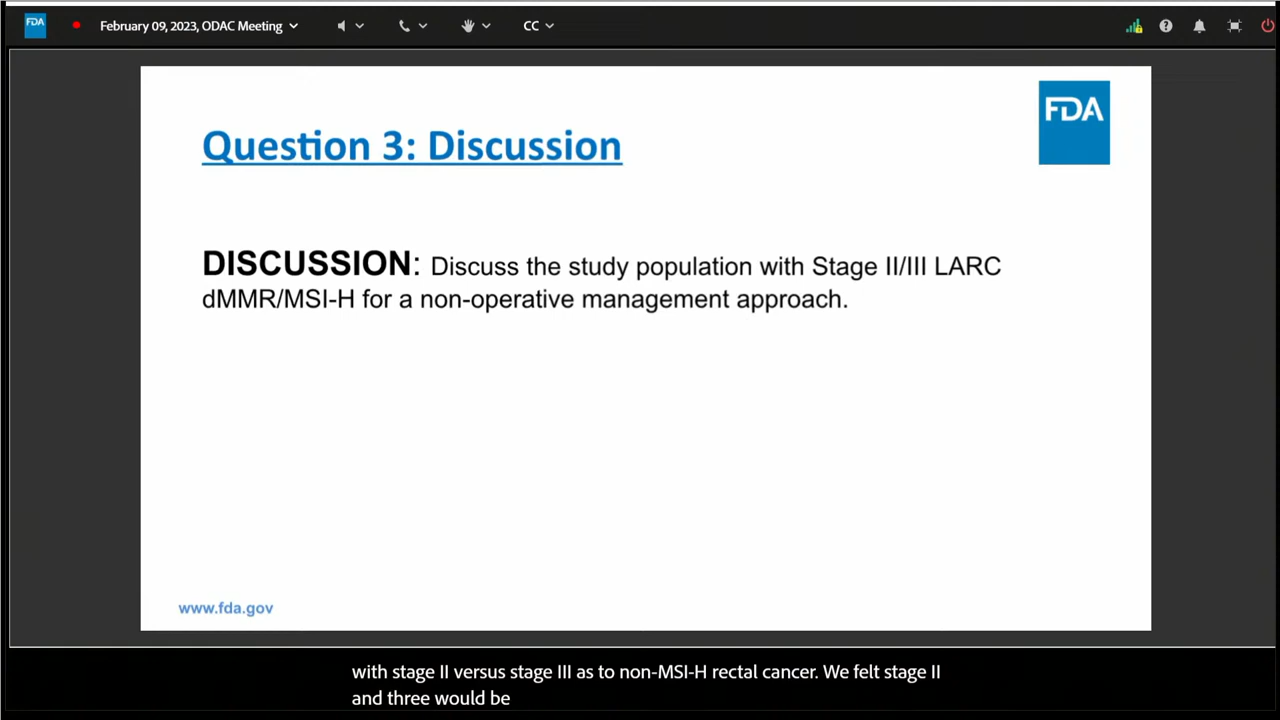 FDA
February 09, 2023, ODAC Meeting
CC
FDA
Question 3: Discussion
DISCUSSION: Discuss the study population with Stage II/III LARC
dMMR/MSI-H for a non-operative management approach.
www.fda.gov
with stage II versus stage III as to non-MSI-H rectal cancer. We felt stage II
and three would be